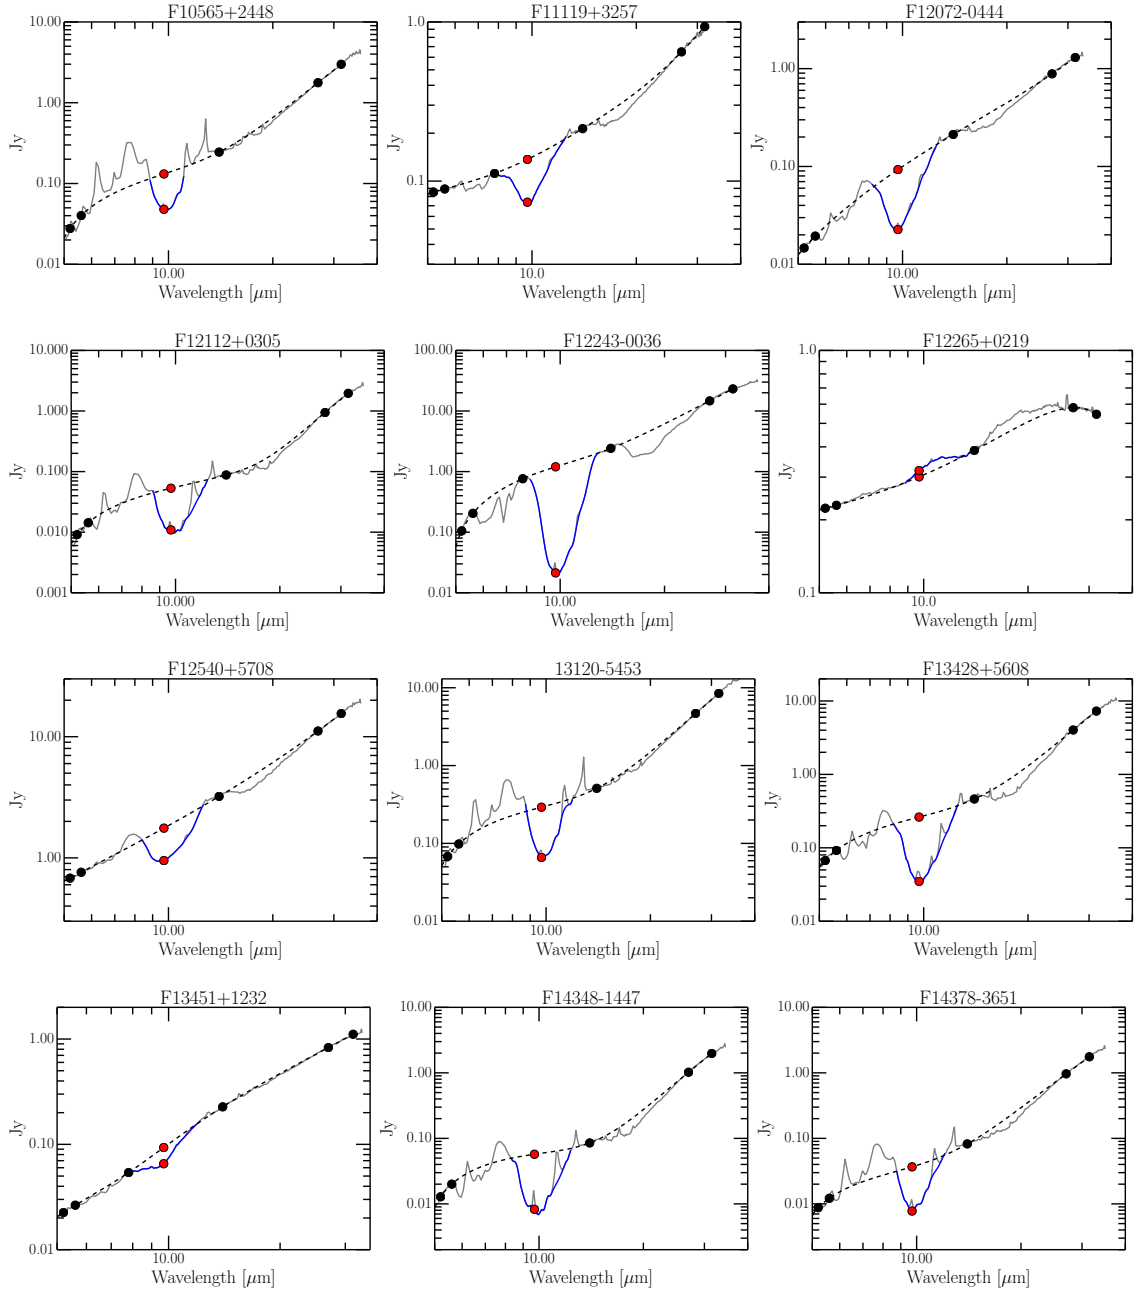 F10565+2448
F11119+3257
F12072-0444
10.00
1.00
0.10
0.01
Jy
10.00
Wavelength [μm]
1.0
0.1
Jy
10.0
Wavelength [μm]
1.00
0.10
0.01
Jy
10.00
Wavelength [μm]
F12112+0305
F12243-0036
F12265+0219
10.000
1.000
0.100
0.010
0.001
Jy
10.000
Wavelength [μm]
100.00
10.00
1.00
0.10
0.01
Jy
10.00
Wavelength [μm]
1.0
0.1
Jy
10.0
Wavelength [μm]
F12540+5708
13120-5453
F13428+5608
10.00
1.00
Jy
10.00
Wavelength [μm]
10.00
1.00
0.10
0.01
Jy
10.00
Wavelength [μm]
10.00
1.00
0.10
0.01
Jy
10.00
Wavelength [μm]
F13451+1232
F14348-1447
F14378-3651
1.00
0.10
0.01
Jy
10.00
Wavelength [μm]
10.00
1.00
0.10
0.01
Jy
10.00
Wavelength [μm]
10.00
1.00
0.10
0.01
Jy
10.00
Wavelength [μm]